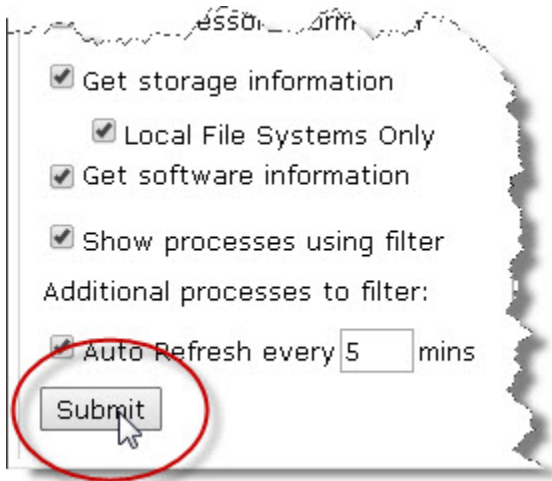 Get storage information
Local File Systems Only
Get software information
Show processes using filter
Additional processes to filter:
Auto Refresh every 5 mins
Submit